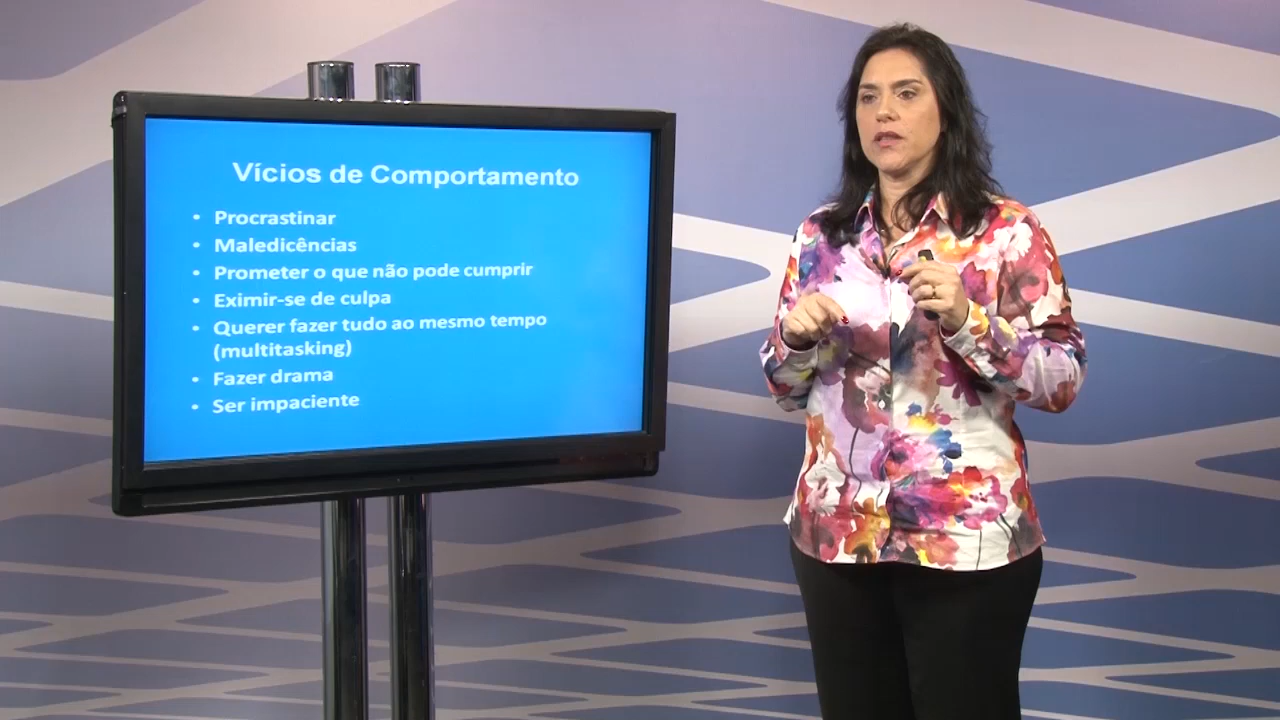 Vícios de Comportamento
• Procrastinar
• Maledicências
• Prometer o que não pode cumprir
• Eximir-se de culpa
• Querer fazer tudo ao mesmo tempo
(multitasking)
• Fazer drama
• Ser impaciente